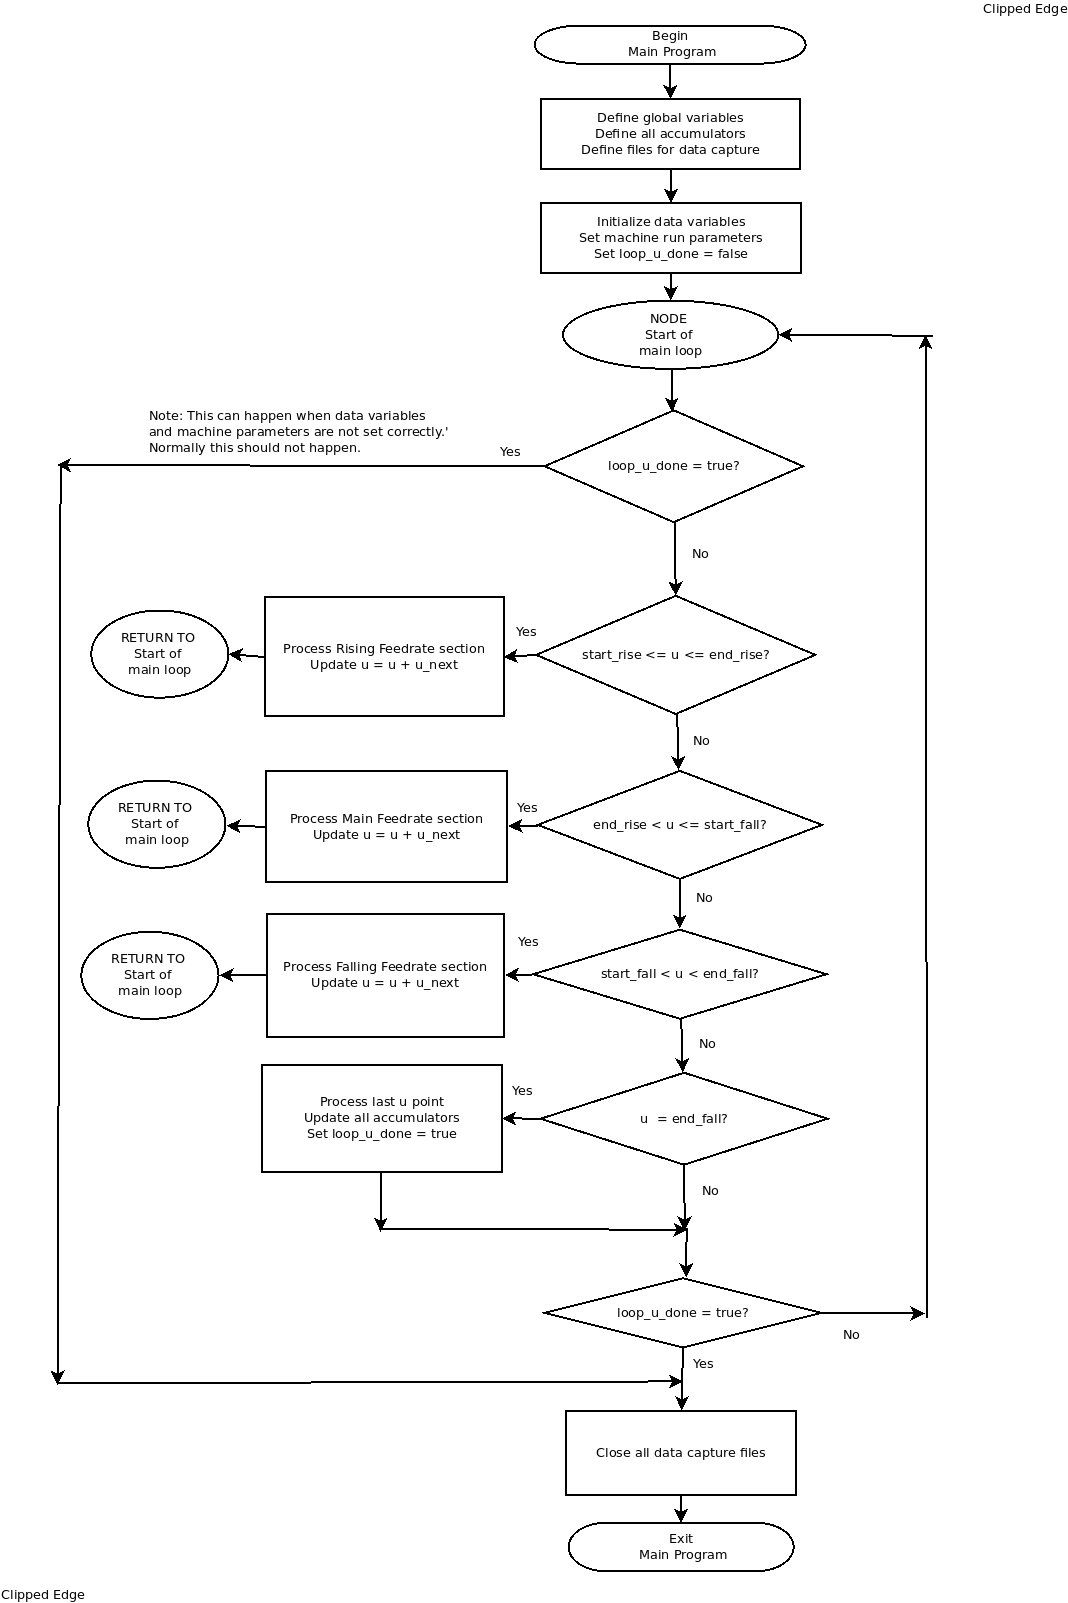 Clipped Edge
Begin
Main Program
Define global variables
Define all accumulators
Define files for data capture
Initialize data variables
Set machine run parameters
Set loop_u_done = false
NODE
Start of
main loop
Note: This can happen when data variables
and machine parameters are not set correctly.'
Normally this should not happen.
Yes
loop_u_done = true?
No
RETURN TO
Start of
main loop
Process Rising Feedrate section
Update u = u + u_next
Yes
start_rise <= u <= end_rise?
No
RETURN TO
Start of
main loop
Process Main Feedrate section
Update u = u + u_next
Yes
end_rise < u <= start_fall?
No
RETURN TO
Start of
main loop
Process Falling Feedrate section
Update u = u + u_next
Yes
start_fall < u < end_fall?
No
Process last u point
Update all accumulators
Set loop_u_done = true
Yes
u  = end_fall?
No
loop_u_done = true?
No
Yes
Close all data capture files
Exit
Main Program
Clipped Edge